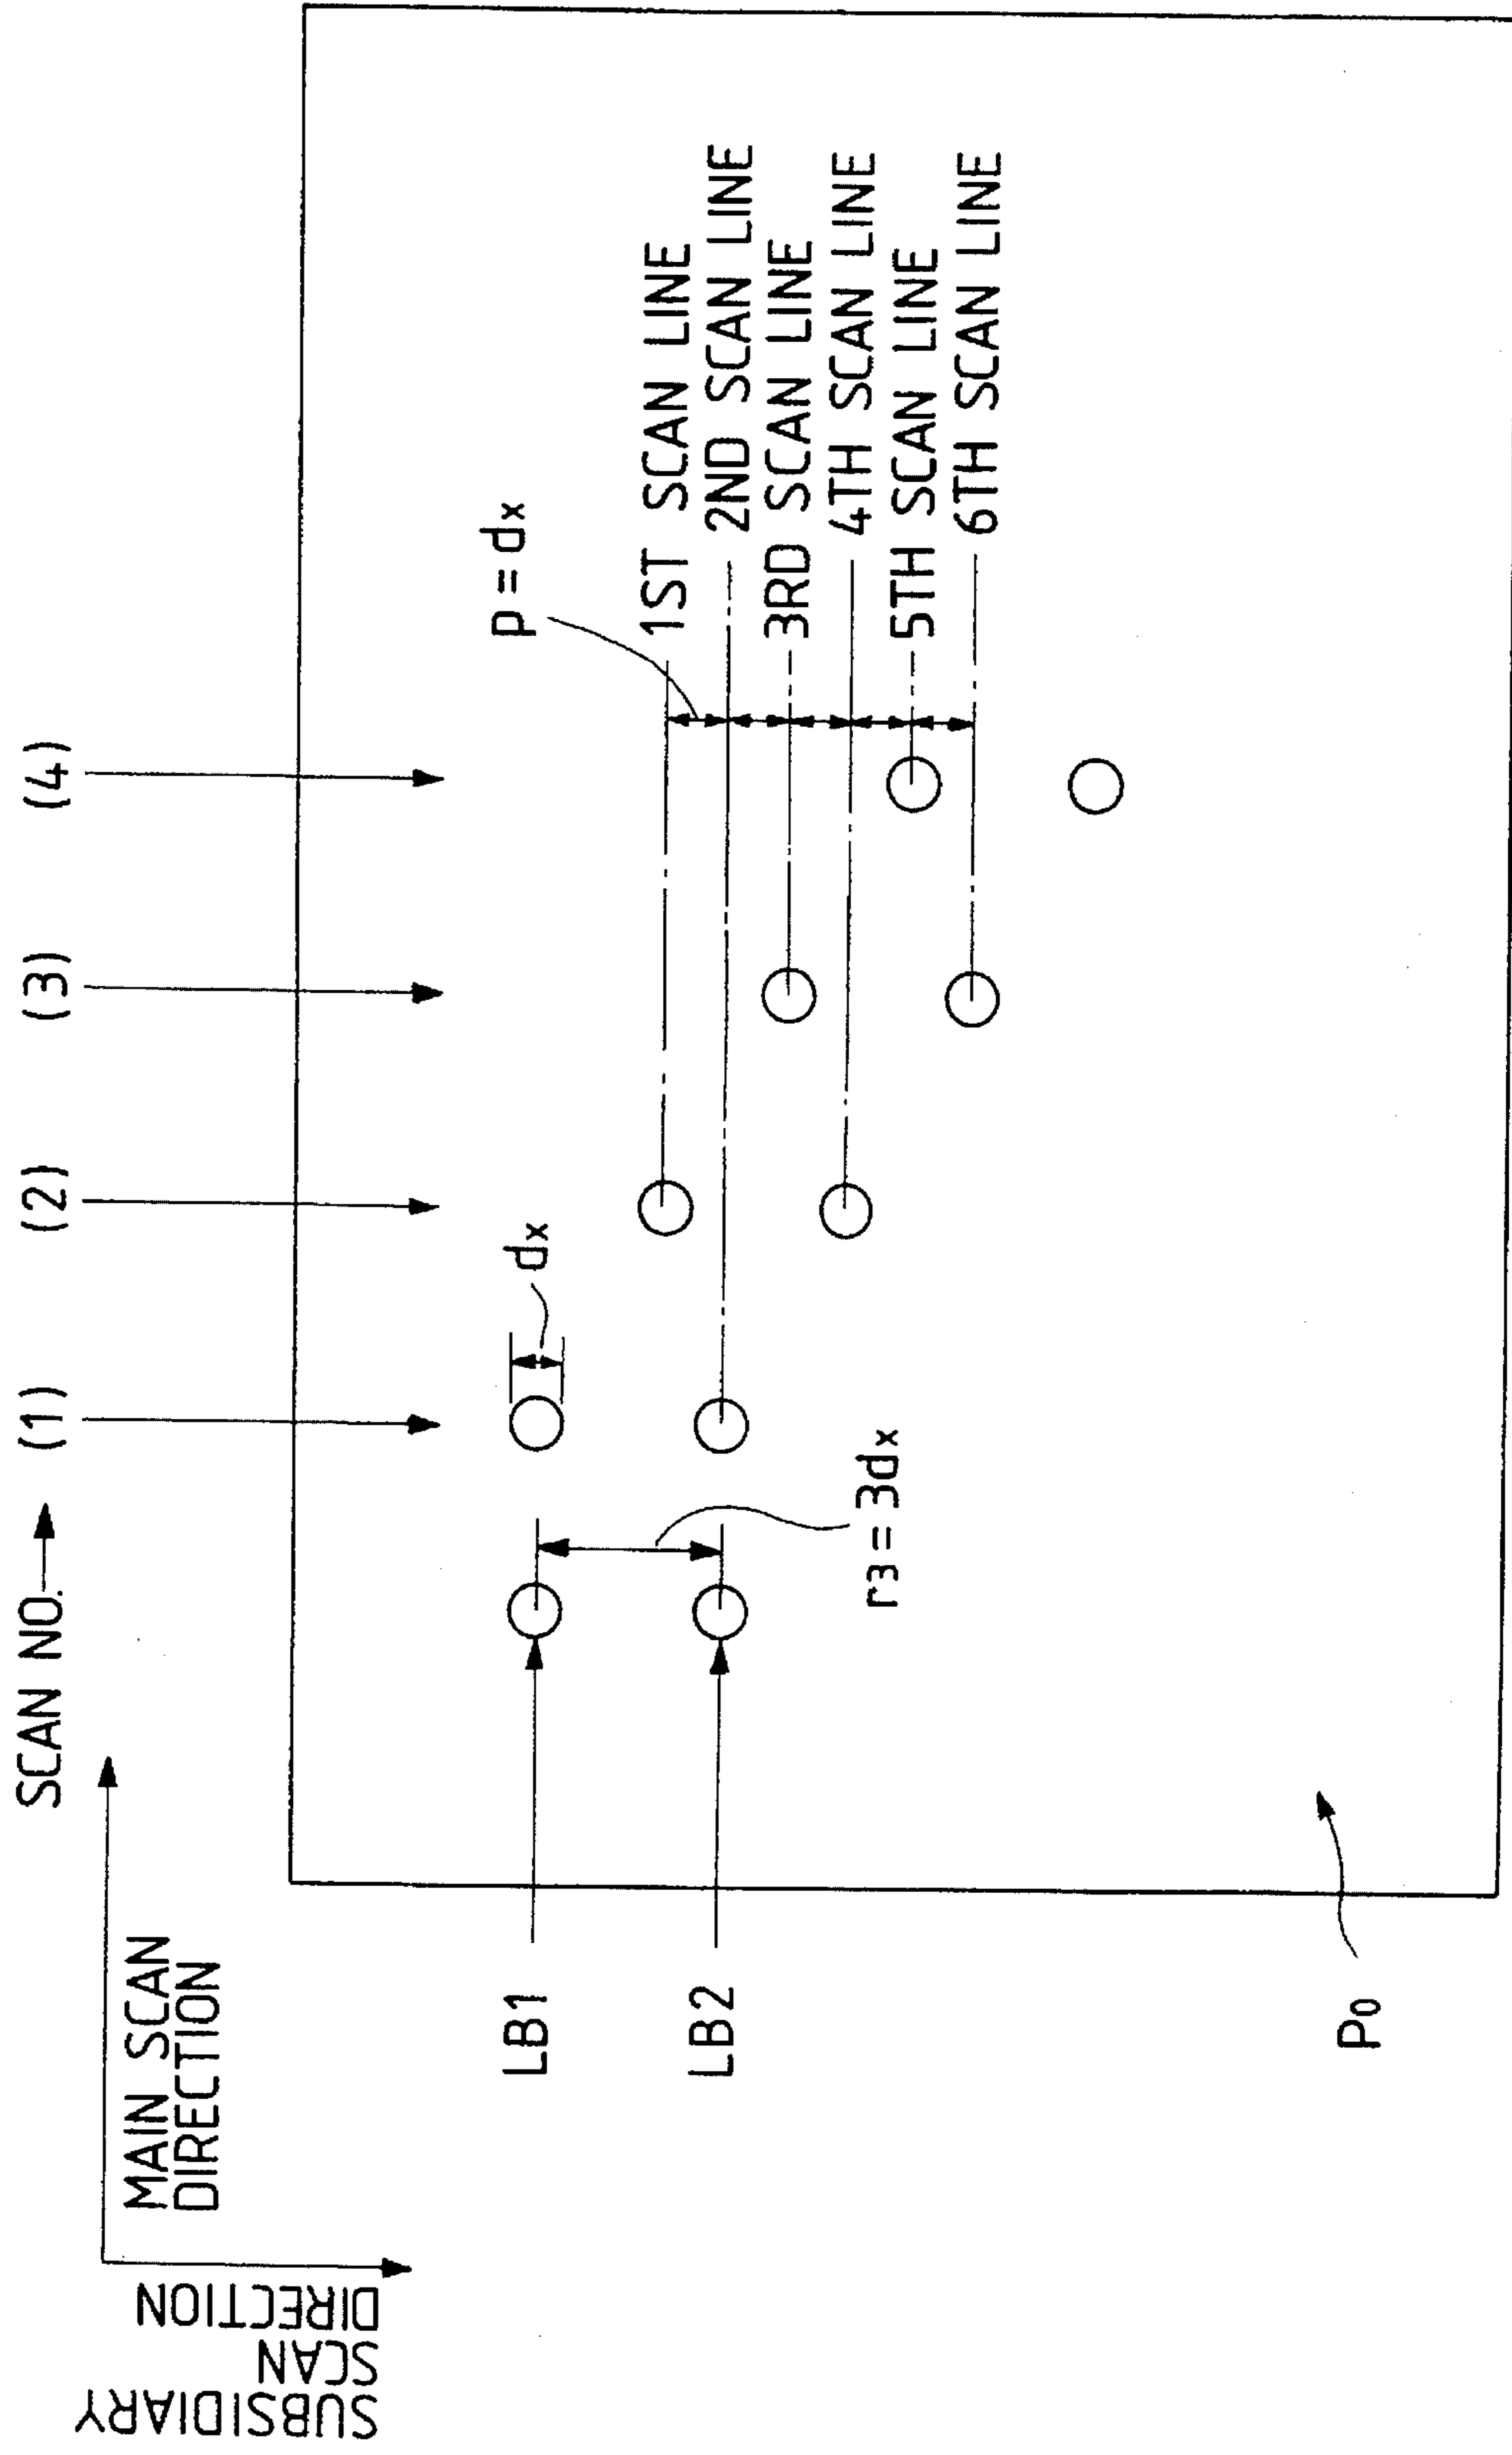 SCAN NO.
(1)
(2)
(3)
(4)
MAIN SCAN
DIRECTION
SUBSIDIARY
SCAN
DIRECTION
LB1
LB2
dx
r3 = 3dx
p = dx
1ST SCAN LINE
2ND SCAN LINE
3RD SCAN LINE
4TH SCAN LINE
5TH SCAN LINE
6TH SCAN LINE
P0